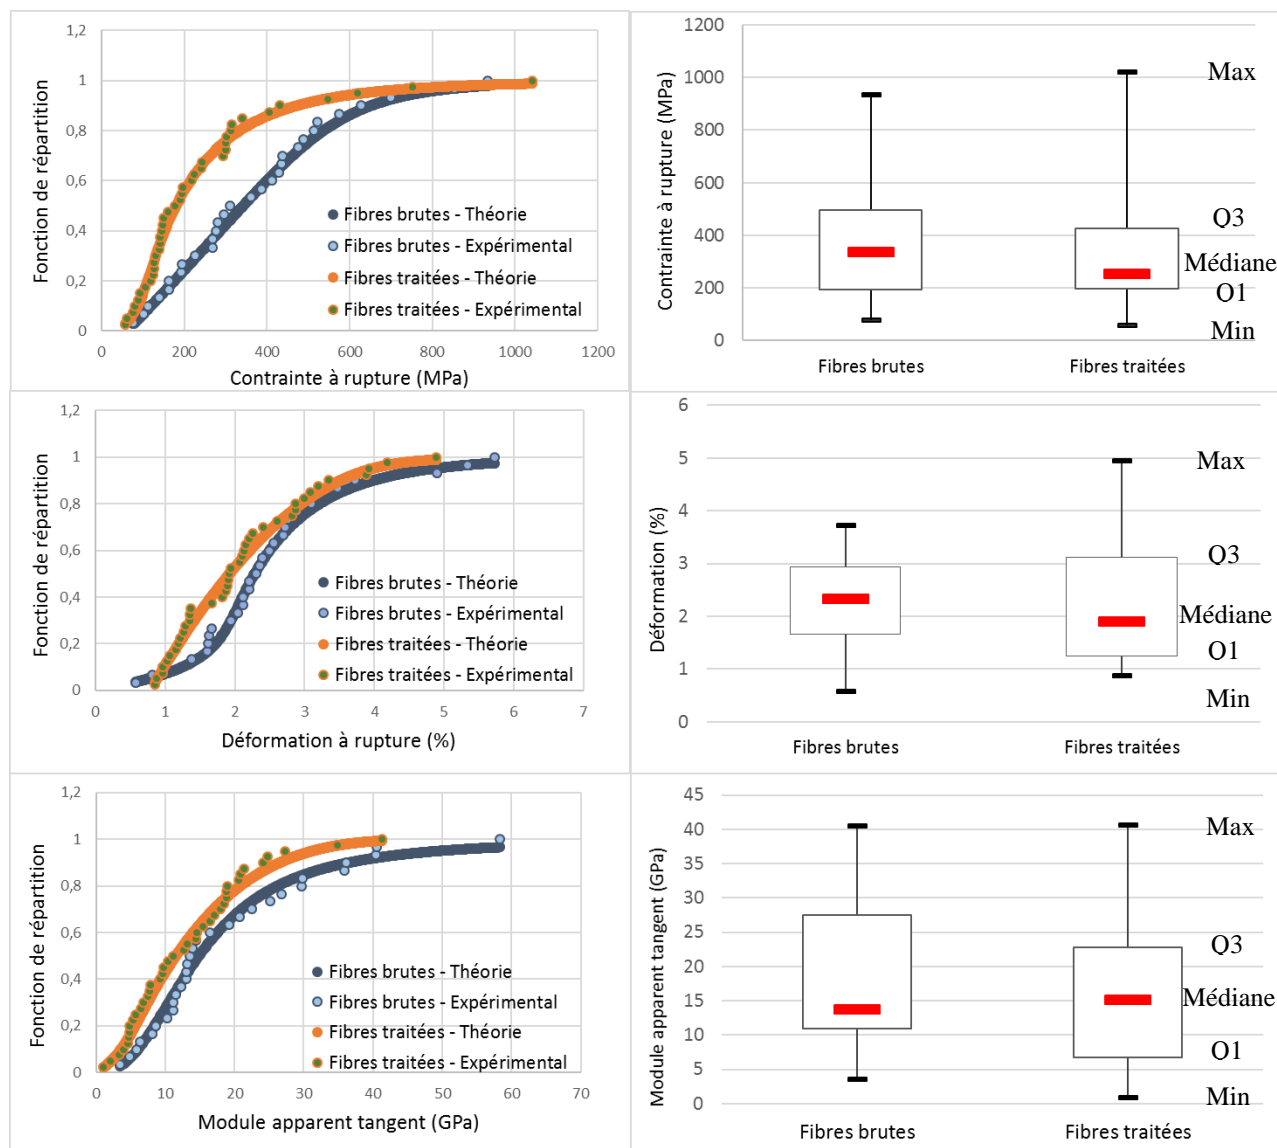 1,2
1
0,8
0,6
0,4
0,2
0
0 200 400 600 800 1000 1200
Fonction de répartition
Contrainte à rupture (MPa)
Fibres brutes - Théorie
Fibres brutes - Expérimental
Fibres traitées - Théorie
Fibres traitées - Expérimental
1200
1000
800
600
400
200
0
Contrainte à rupture (MPa)
Fibres brutes Fibres traitées
Max
Q3
Médiane
Q1
Min
1,2
1
0,8
0,6
0,4
0,2
0
0 1 2 3 4 5 6 7
Fonction de répartition
Déformation à rupture (%)
Fibres brutes - Théorie
Fibres brutes - Expérimental
Fibres traitées - Théorie
Fibres traitées - Expérimental
6
5
4
3
2
1
0
Déformation (%)
Fibres brutes Fibres traitées
Max
Q3
Médiane
Q1
Min
1,2
1
0,8
0,6
0,4
0,2
0
0 10 20 30 40 50 60 70
Fonction de répartition
Module apparent tangent (GPa)
Fibres brutes - Théorie
Fibres brutes - Expérimental
Fibres traitées - Théorie
Fibres traitées - Expérimental
45
40
35
30
25
20
15
10
5
0
Module apparent tangent (GPa)
Fibres brutes Fibres traitées
Max
Q3
Médiane
Q1
Min